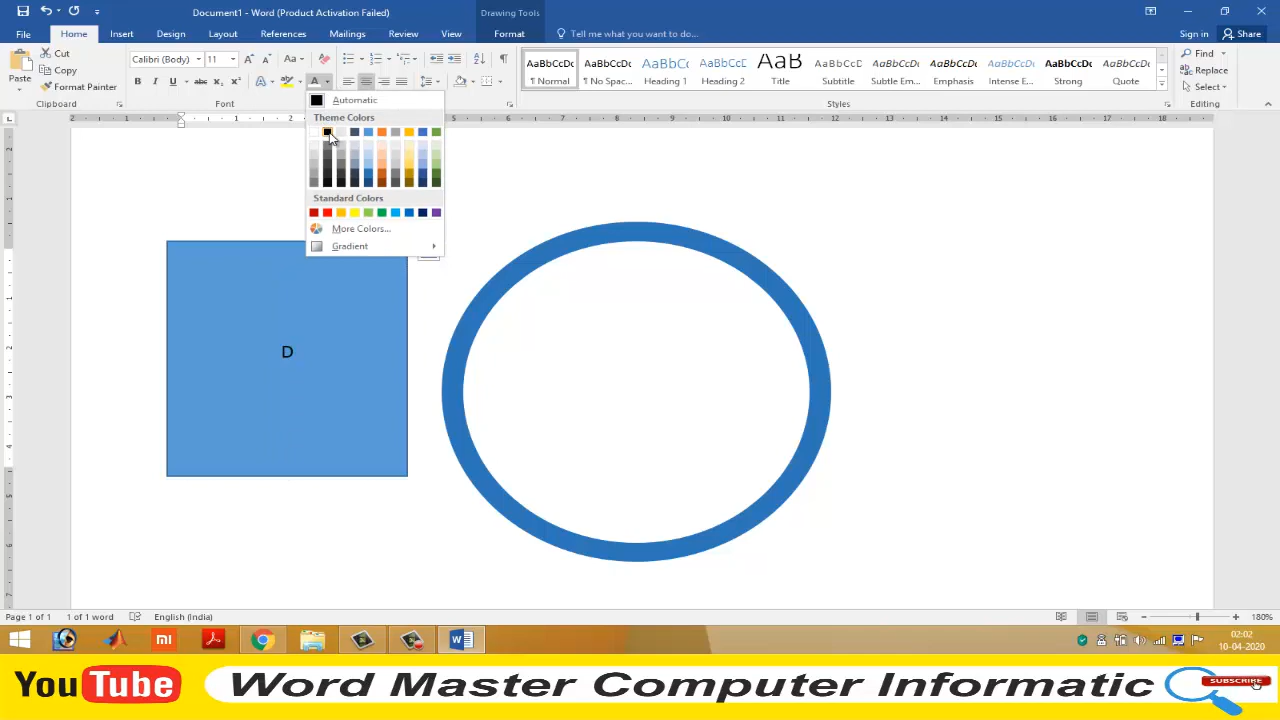 Document1 - Word (Product Activation Failed)
Drawing Tools
File Home Insert Design Layout References Mailings Review View Format Tell me what you want to do... Sign in Share
Paste
Cut
Copy
Format Painter
Clipboard
Calibri (Body) 11
Font
AaBbCcDc ¶ Normal
AaBbCcDc ¶ No Spac...
AaBbCc Heading 1
AaBbCcC Heading 2
AaB Title
AaBbCcD Subtitle
AaBbCcDc Subtle Em...
AaBbCcDc Emphasis
AaBbCcDc Intense E...
AaBbCcDc Strong
AaBbCcDc Quote
Styles
Find
Replace
Select
Editing
Automatic
Theme Colors
Standard Colors
More Colors...
Gradient
D
Page 1 of 1 1 of 1 word English (India) 180%
02:02
10-04-2020
YouTube Word Master Computer Informatic SUBSCRIBE